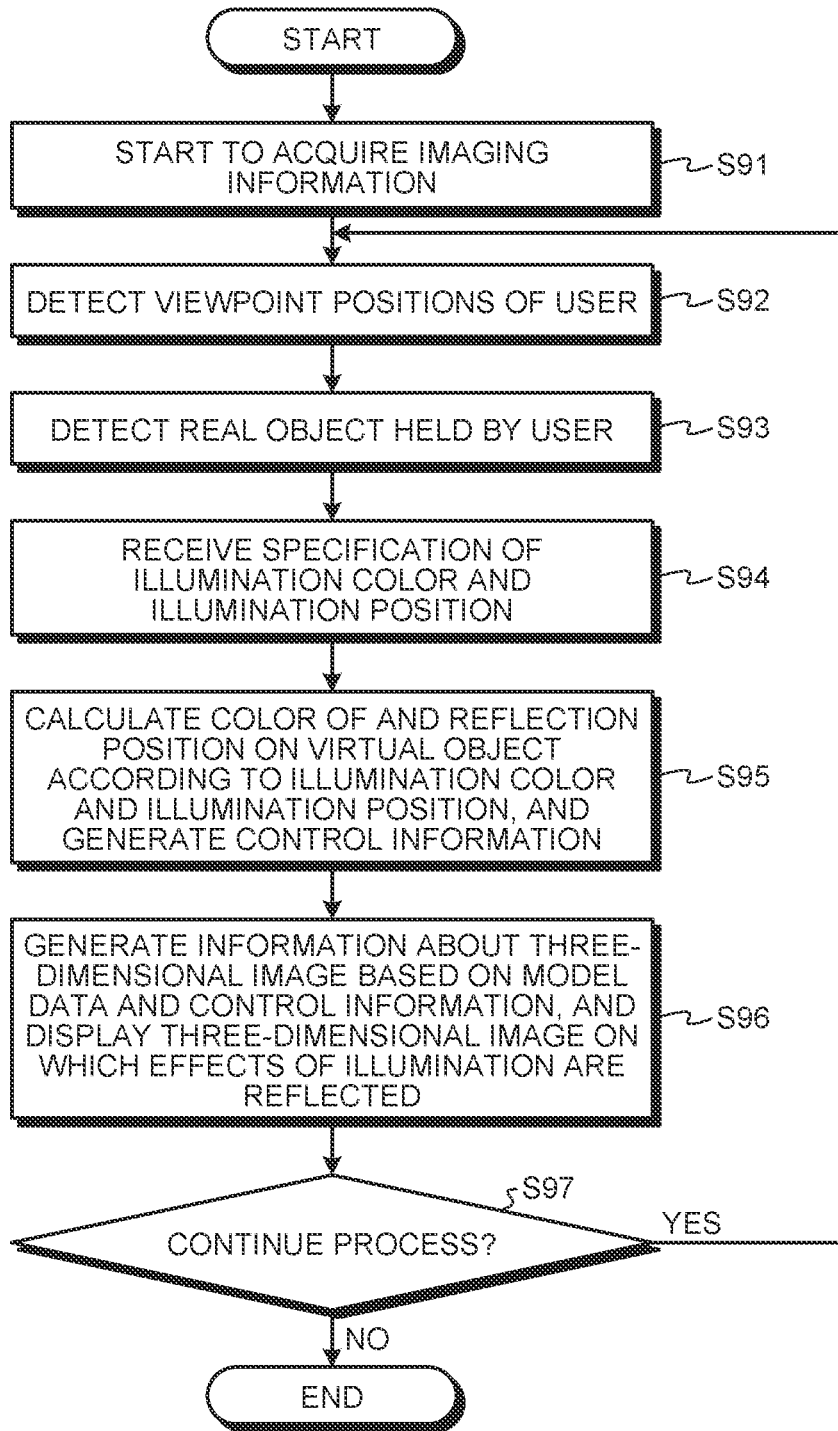 START
START TO ACQUIRE IMAGING
INFORMATION
S91
DETECT VIEWPOINT POSITIONS OF USER
S92
DETECT REAL OBJECT HELD BY USER
S93
RECEIVE SPECIFICATION OF
ILLUMINATION COLOR AND
ILLUMINATION POSITION
S94
CALCULATE COLOR OF AND REFLECTION
POSITION ON VIRTUAL OBJECT
ACCORDING TO ILLUMINATION COLOR
AND ILLUMINATION POSITION, AND
GENERATE CONTROL INFORMATION
S95
GENERATE INFORMATION ABOUT THREE-
DIMENSIONAL IMAGE BASED ON MODEL
DATA AND CONTROL INFORMATION, AND
DISPLAY THREE-DIMENSIONAL IMAGE ON
WHICH EFFECTS OF ILLUMINATION ARE
REFLECTED
S96
S97
CONTINUE PROCESS?
YES
NO
END